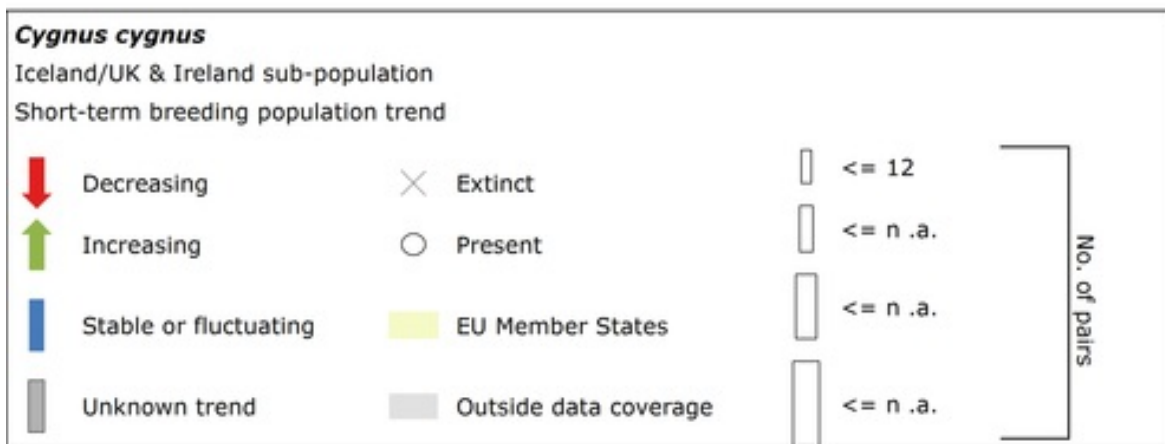 Cygnus cygnus
Iceland/UK & Ireland sub-population
Short-term breeding population trend
Decreasing
Extinct
<= 12
Increasing
Present
<= n .a.
Stable or fluctuating
EU Member States
<= n .a.
Unknown trend
Outside data coverage
<= n .a.
No. of pairs